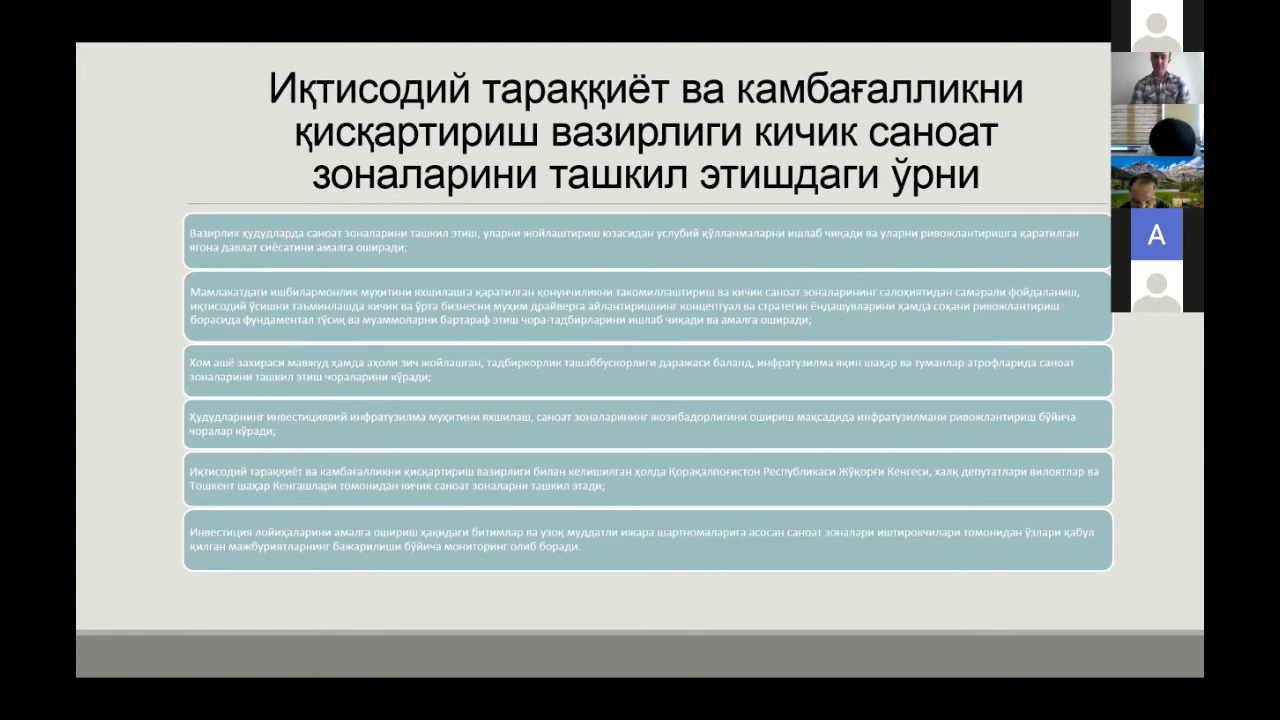 Иқтисодий тараққиёт ва камбағалликни
қисқартириш вазирлиги кичик саноат
зоналарини ташкил этишдаги ўрни
Вазирлик ҳудудларда саноат зоналарини ташкил этиш, уларни жойлаштириш юзасидан услубий қўлланмаларни ишлаб чиқади ва уларни ривожлантиришга қаратилган
ягона давлат сиёсатини амалга оширади;
Мамлакатдаги ишбилармонлик муҳитини яхшилашга қаратилган қонунчиликни такомиллаштириш ва кичик саноат зоналарининг салоҳиятидан самарали фойдаланиш,
иқтисодий ўсишни таъминлашда кичик ва ўрта бизнесни муҳим драйверга айлантиришнинг концептуал ва стратегик ёндашувларини ҳамда соҳани ривожлантириш
борасида фундаментал тўсиқ ва муаммоларни бартараф этиш чора-тадбирларини ишлаб чиқади ва амалга оширади;
Хом ашё захираси мавжуд ҳамда аҳоли зич жойлашган, тадбиркорлик ташаббускорлиги даражаси баланд, инфратузилма яқин шаҳар ва туманлар атрофларида саноат
зоналарини ташкил этиш чораларини кўради;
Ҳудудларнинг инвестициявий инфратузилма муҳитини яхшилаш, саноат зоналарининг жозибадорлигини ошириш мақсадида инфратузилмани ривожлантириш бўйича
чоралар кўради;
Иқтисодий тараққиёт ва камбағалликни қисқартириш вазирлиги билан келишилган ҳолда Қорақалпоғистон Республикаси Жўқорғи Кенгеси, халқ депутатлари вилоятлар ва
Тошкент шаҳар Кенгашлари томонидан кичик саноат зоналарни ташкил этади;
Инвестиция лойиҳаларини амалга ошириш ҳақидаги битимлар ва узоқ муддатли ижара шартномаларига асосан саноат зоналари иштирокчилари томонидан ўзлари қабул
қилган мажбуриятларнинг бажарилиши бўйича мониторинг олиб боради.
A